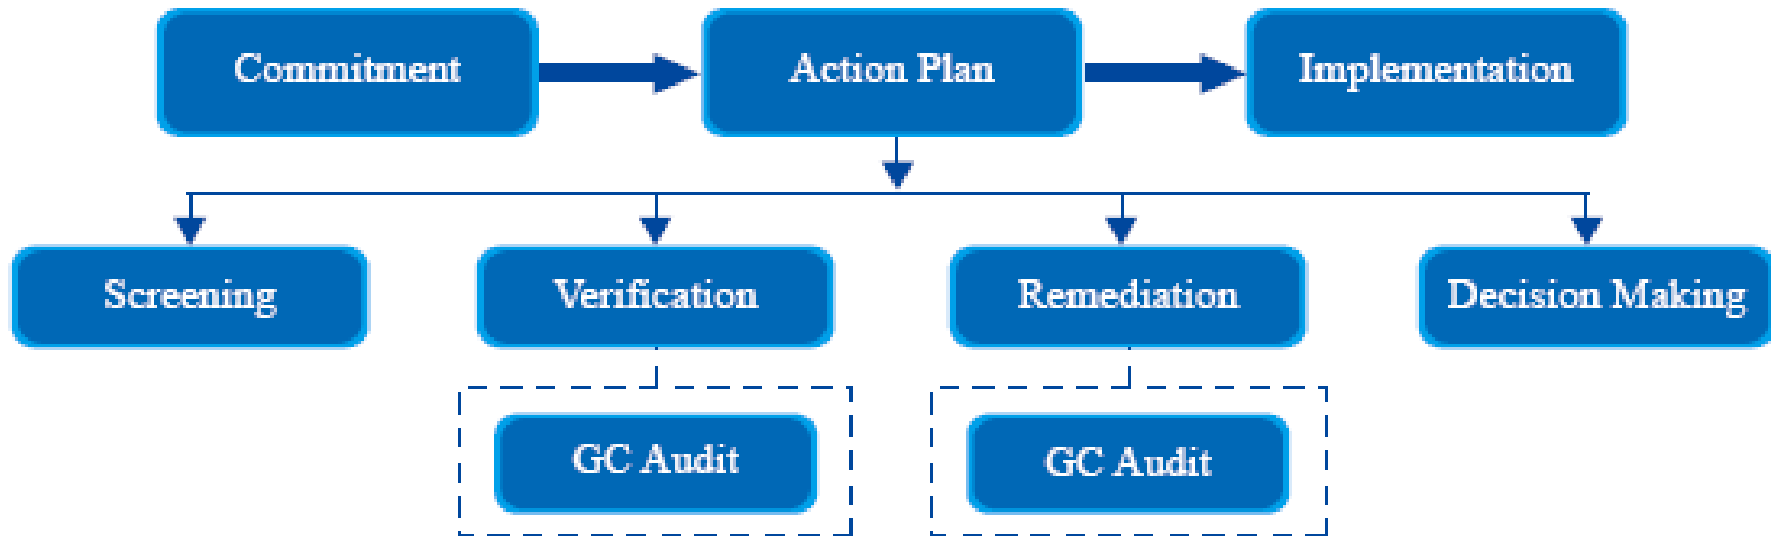 Commitment
Action Plan
Implementation
Screening
Verification
Remediation
Decision Making
GC Audit
GC Audit